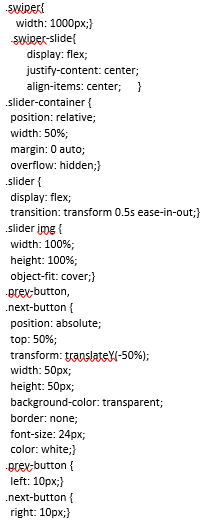 .swiper{
width: 1000px;}
.swiper-slide{
display: flex;
justify-content: center;
align-items: center; }
.slider-container {
position: relative;
width: 50%;
margin: 0 auto;
overflow: hidden;}
.slider {
display: flex;
transition: transform 0.5s ease-in-out;}
.slider img {
width: 100%;
height: 100%;
object-fit: cover;}
.prev-button,
.next-button {
position: absolute;
top: 50%;
transform: translateY(-50%);
width: 50px;
height: 50px;
background-color: transparent;
border: none;
font-size: 24px;
color: white;}
.prev-button {
left: 10px;}
.next-button {
right: 10px;}